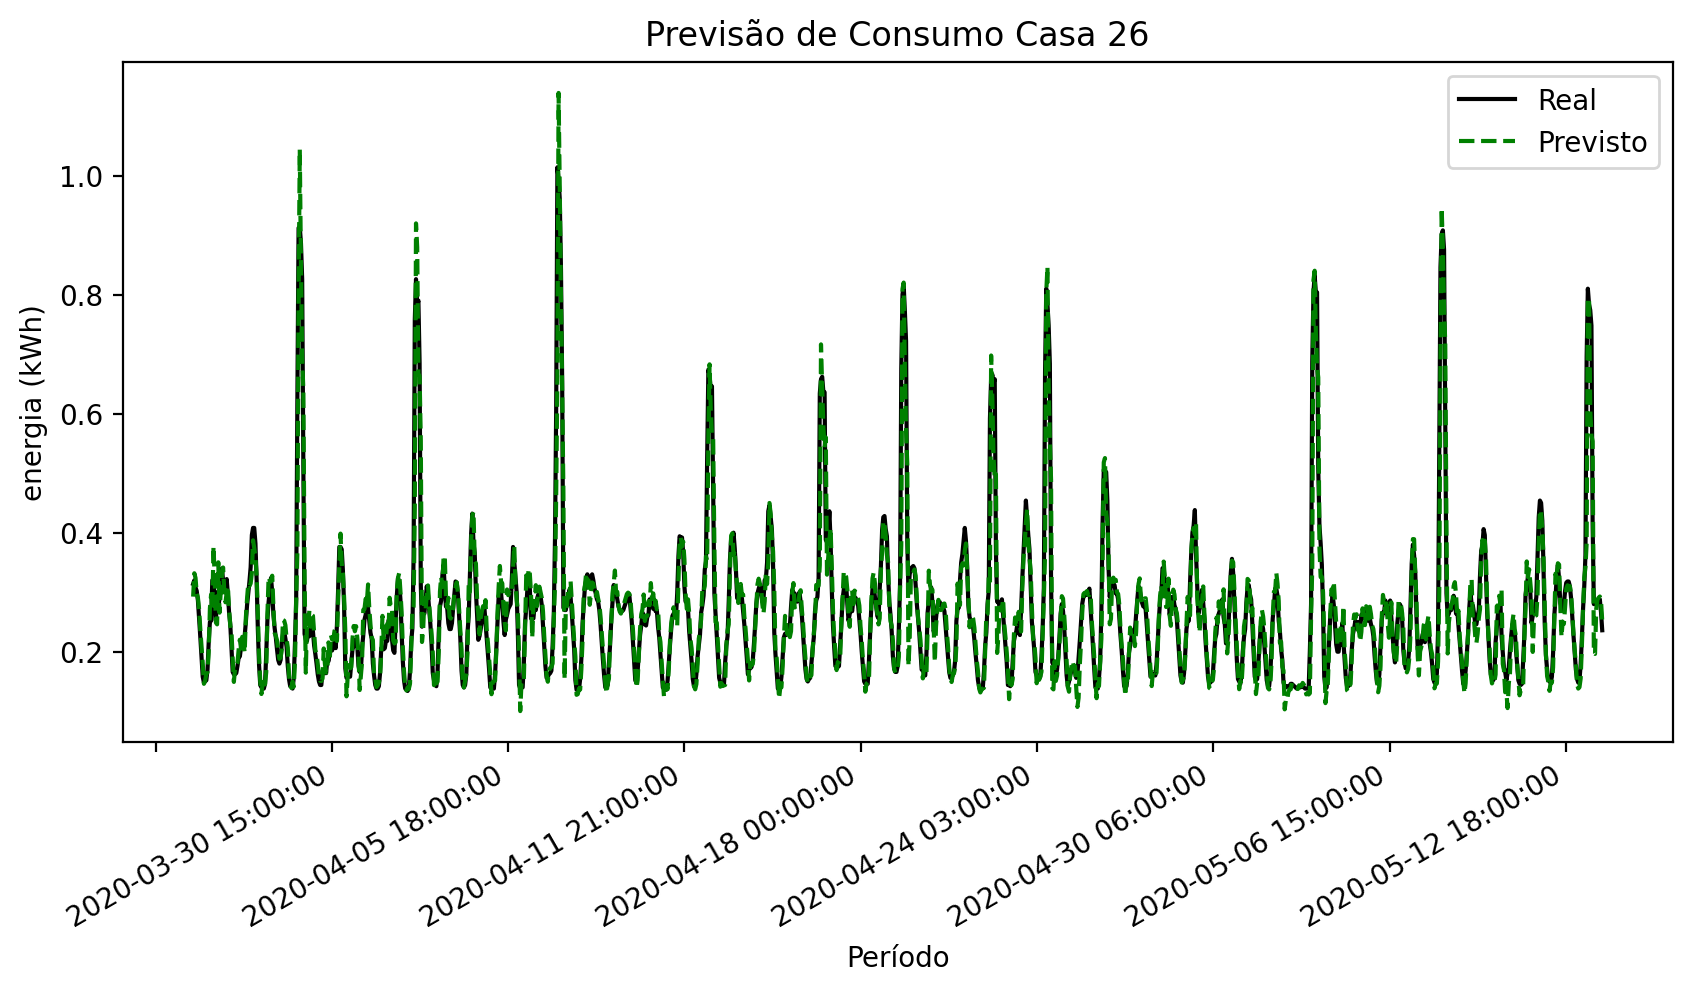 Previsão de Consumo Casa 26
Real
Previsto
energia (kWh)
1.0
0.8
0.6
0.4
0.2
2020-03-30 15:00:00
2020-04-05 18:00:00
2020-04-11 21:00:00
2020-04-18 00:00:00
2020-04-24 03:00:00
2020-04-30 06:00:00
2020-05-06 15:00:00
2020-05-12 18:00:00
Período